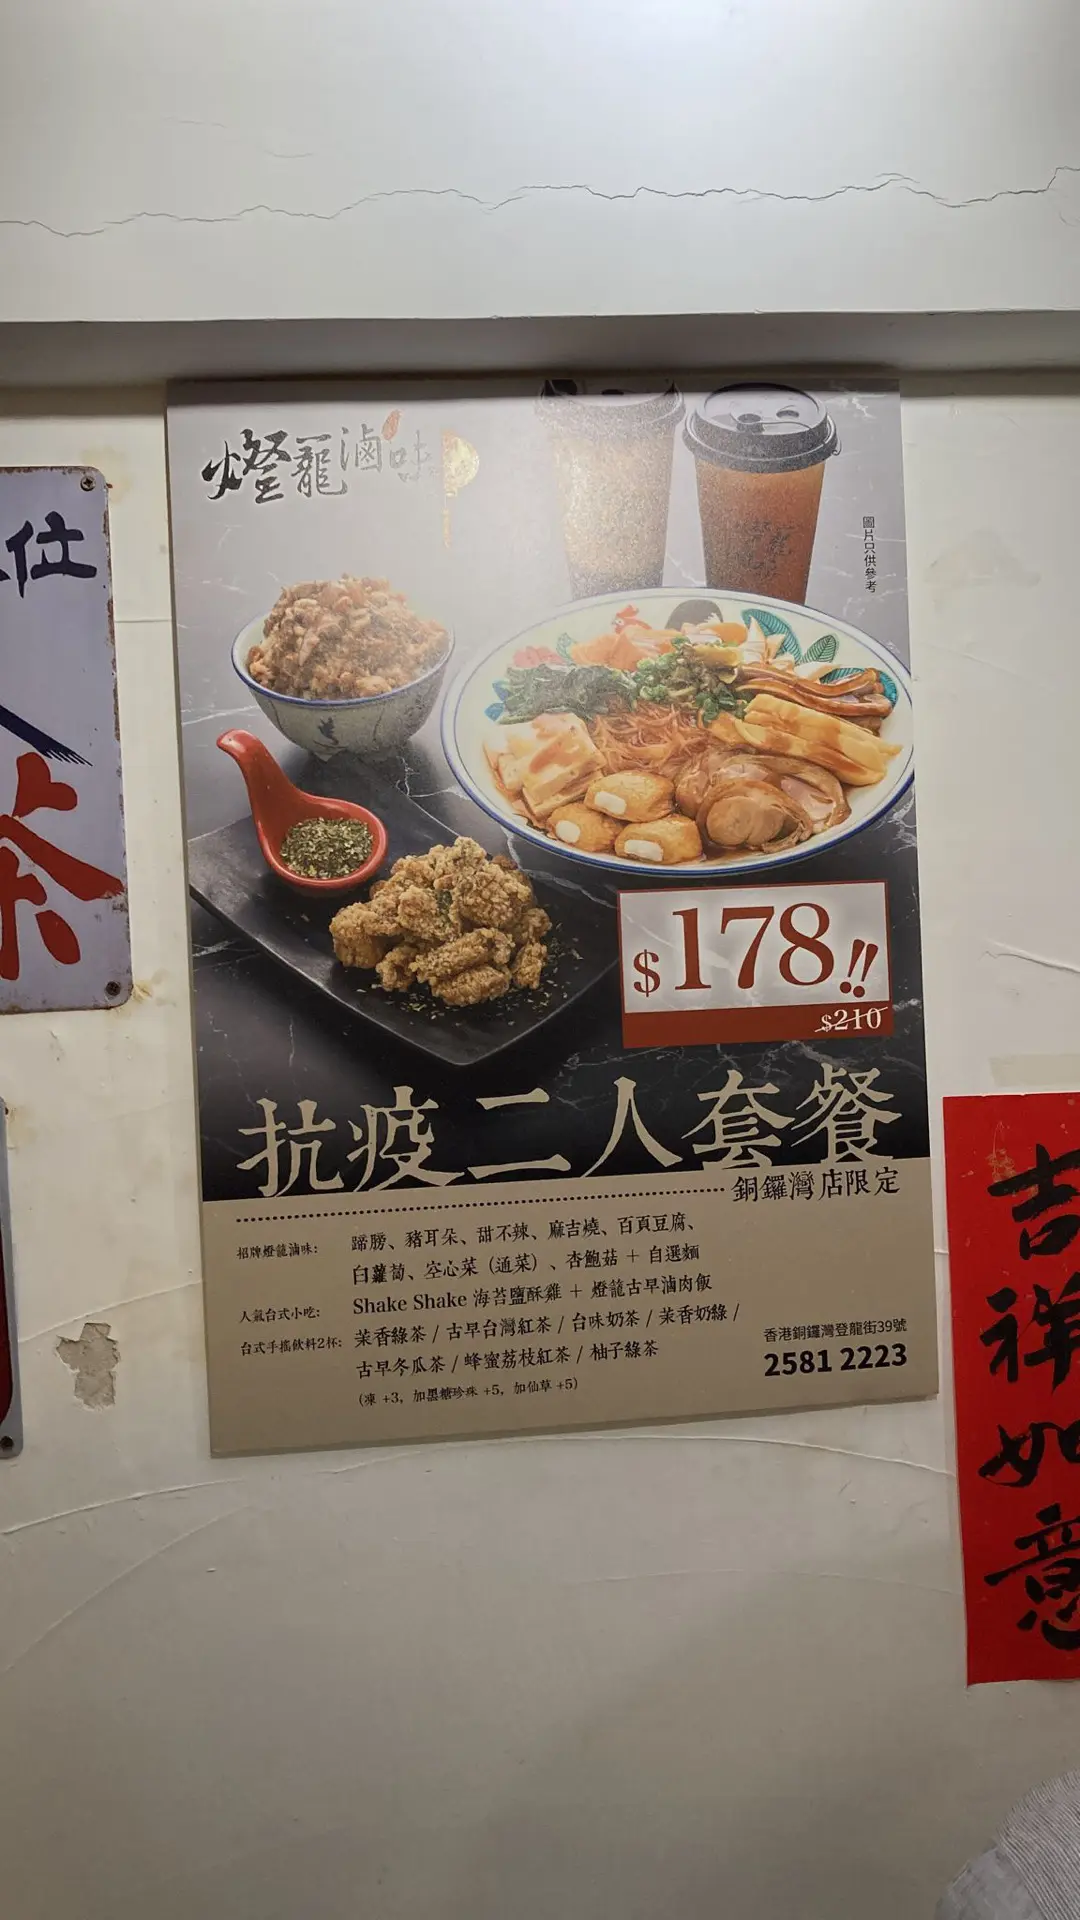 燈籠滷味
圖片只供參考
位
茶
$178!!
$210
抗疫二人套餐
銅鑼灣店限定
招牌燈籠滷味: 蹄膀、豬耳朵、甜不辣、麻吉燒、百頁豆腐、
白蘿蔔、空心菜（通菜）、杏鮑菇 + 自選麵
人氣台式小吃: Shake Shake 海苔鹽酥雞 + 燈籠古早滷肉飯
台式手搖飲料2杯: 茉香綠茶 / 古早台灣紅茶 / 台味奶茶 / 茉香奶綠 /
古早冬瓜茶 / 蜂蜜荔枝紅茶 / 柚子綠茶
（凍 +3，加黑糖珍珠 +5，加仙草 +5）
香港銅鑼灣登龍街39號
2581 2223
吉祥如意